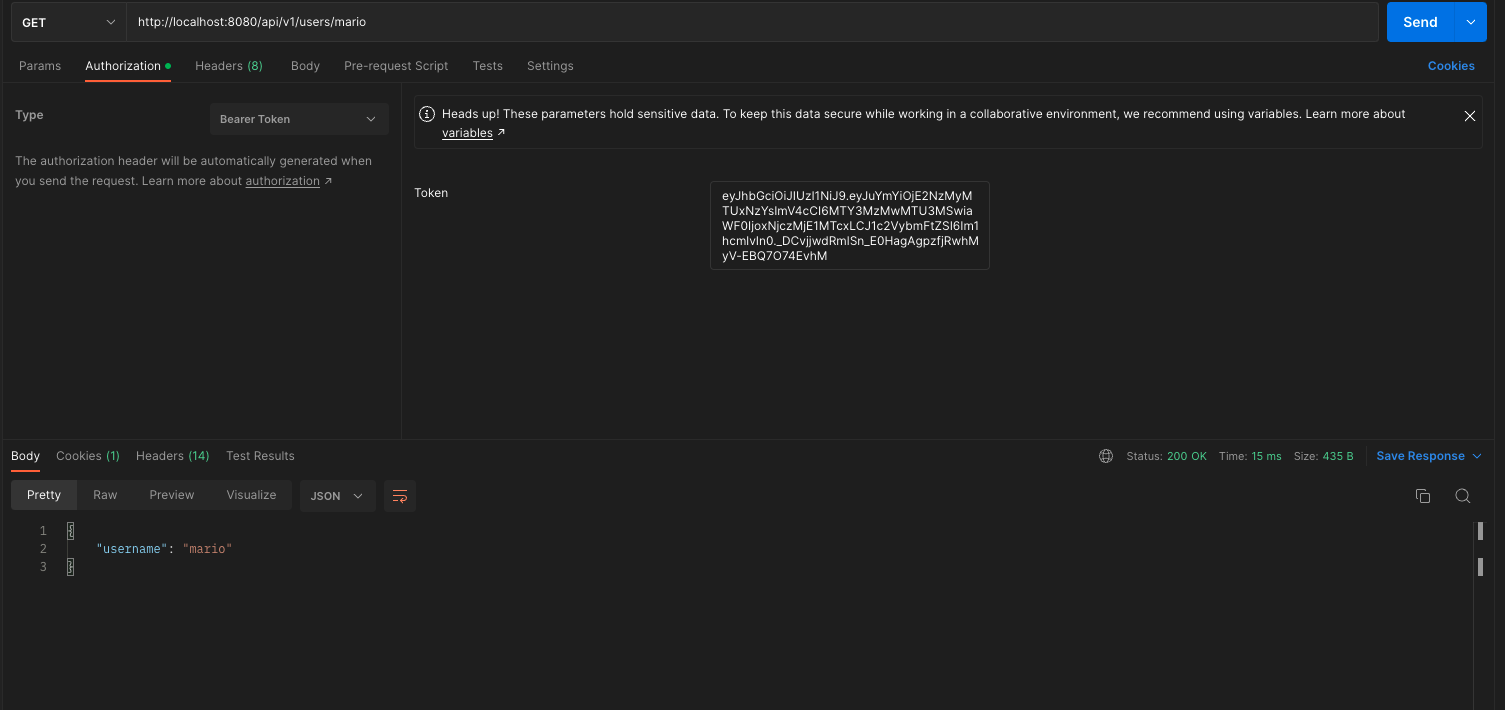 GET http://localhost:8080/api/v1/users/mario Send
Params Authorization Headers (8) Body Pre-request Script Tests Settings Cookies
Type Bearer Token
The authorization header will be automatically generated when
you send the request. Learn more about authorization ↗
Heads up! These parameters hold sensitive data. To keep this data secure while working in a collaborative environment, we recommend using variables. Learn more about
variables ↗
Token
eyJhbGciOiJIUzI1NiJ9.eyJuYmYiOjE2NzMyM
TUxNzYsImV4cCI6MTY3MzMwMTU3MSwia
WF0IjoxNjczMjE1MTcxLCJ1c2VybmFtZSI6Im1
hcmlvIn0._DCvjjwdRmISn_E0HagAgpzfjRwhM
yV-EBQ7O74EvhM
Body Cookies (1) Headers (14) Test Results Status: 200 OK Time: 15 ms Size: 435 B Save Response
Pretty Raw Preview Visualize JSON
1 {
2 "username": "mario"
3 }